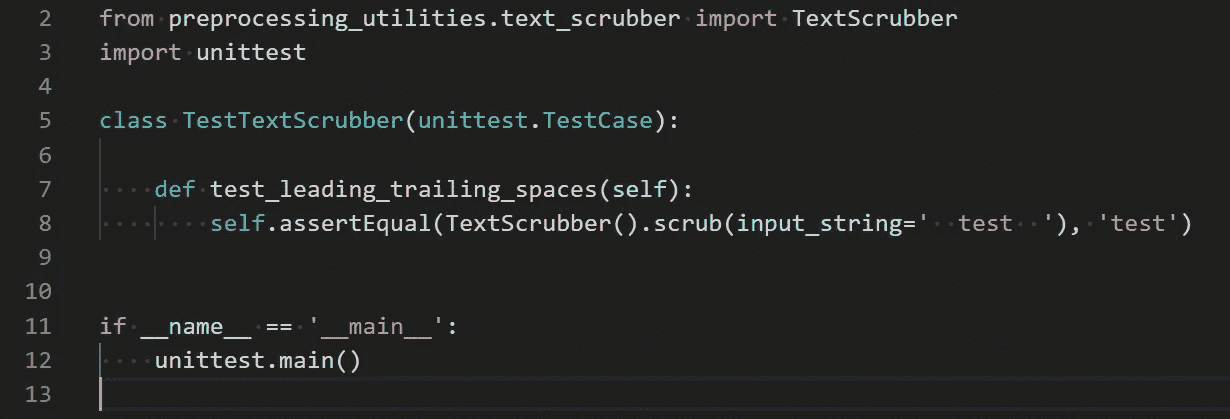 2 from preprocessing_utilities.text_scrubber import TextScrubber
3 import unittest
4
5 class TestTextScrubber(unittest.TestCase):
6
7     def test_leading_trailing_spaces(self):
8         self.assertEqual(TextScrubber().scrub(input_string='  test  '), 'test')
9
10
11 if __name__ == '__main__':
12     unittest.main()
13